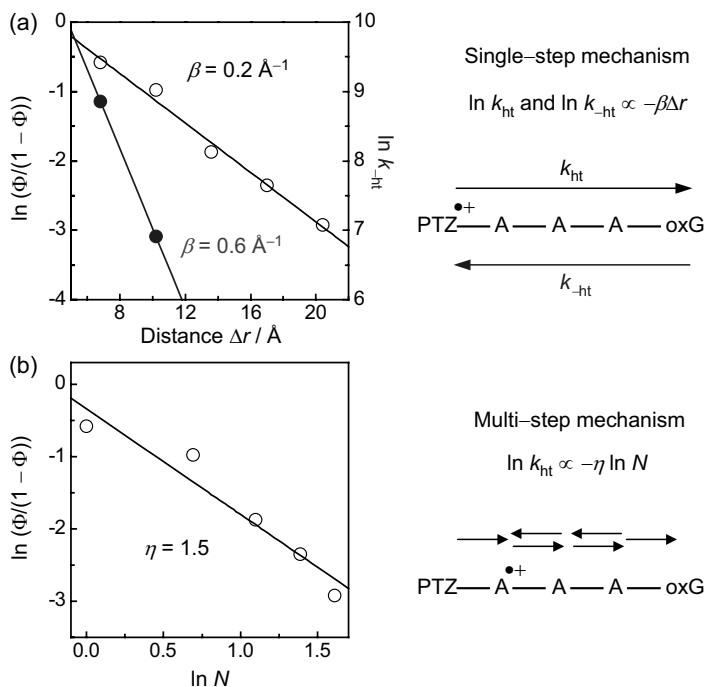 (a)
0
-1
-2
-3
-4
ln (Φ/(1 − Φ))
10
9
8
7
6
ln k₋ht
β = 0.2 Å⁻¹
β = 0.6 Å⁻¹
8 12 16 20
Distance Δr / Å
Single−step mechanism
ln kht and ln k₋ht ∝ −βΔr
kht
•+
PTZ — A — A — A — oxG
k₋ht
(b)
0
-1
-2
-3
ln (Φ/(1 − Φ))
η = 1.5
0.0 0.5 1.0 1.5
ln N
Multi−step mechanism
ln kht ∝ −η ln N
•+
PTZ — A — A — A — oxG